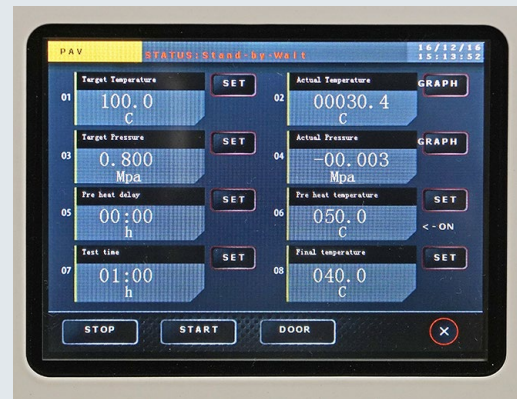 PAV
STATUS:Stand-by-Wait
16/12/16
15:13:52
Target Temperature
SET
01
100.0
C
Actual Temperature
GRAPH
02
00030.4
C
Target Pressure
SET
03
0.800
Mpa
Actual Pressure
GRAPH
04
-00.003
Mpa
Pre heat delay
SET
05
00:00
h
Pre heat temperature
SET
06
050.0
C
<-ON
Test time
SET
07
01:00
h
Final temperature
SET
08
040.0
C
STOP
START
DOOR
X